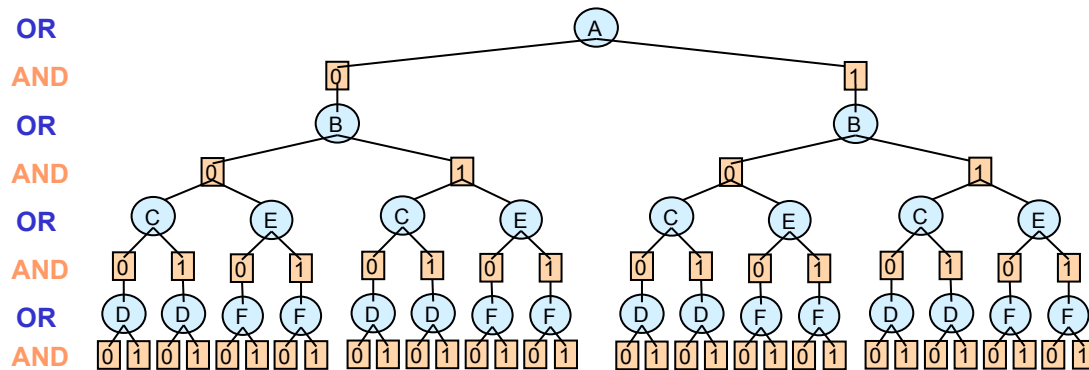 OR A
AND 0 1
OR B B
AND 0 1 0 1
OR C E C E C E C E
AND 0 1 0 1 0 1 0 1 0 1 0 1 0 1 0 1
OR D D F F D D F F D D F F D D F F
AND 0 1 0 1 0 1 0 1 0 1 0 1 0 1 0 1 0 1 0 1 0 1 0 1 0 1 0 1 0 1 0 1